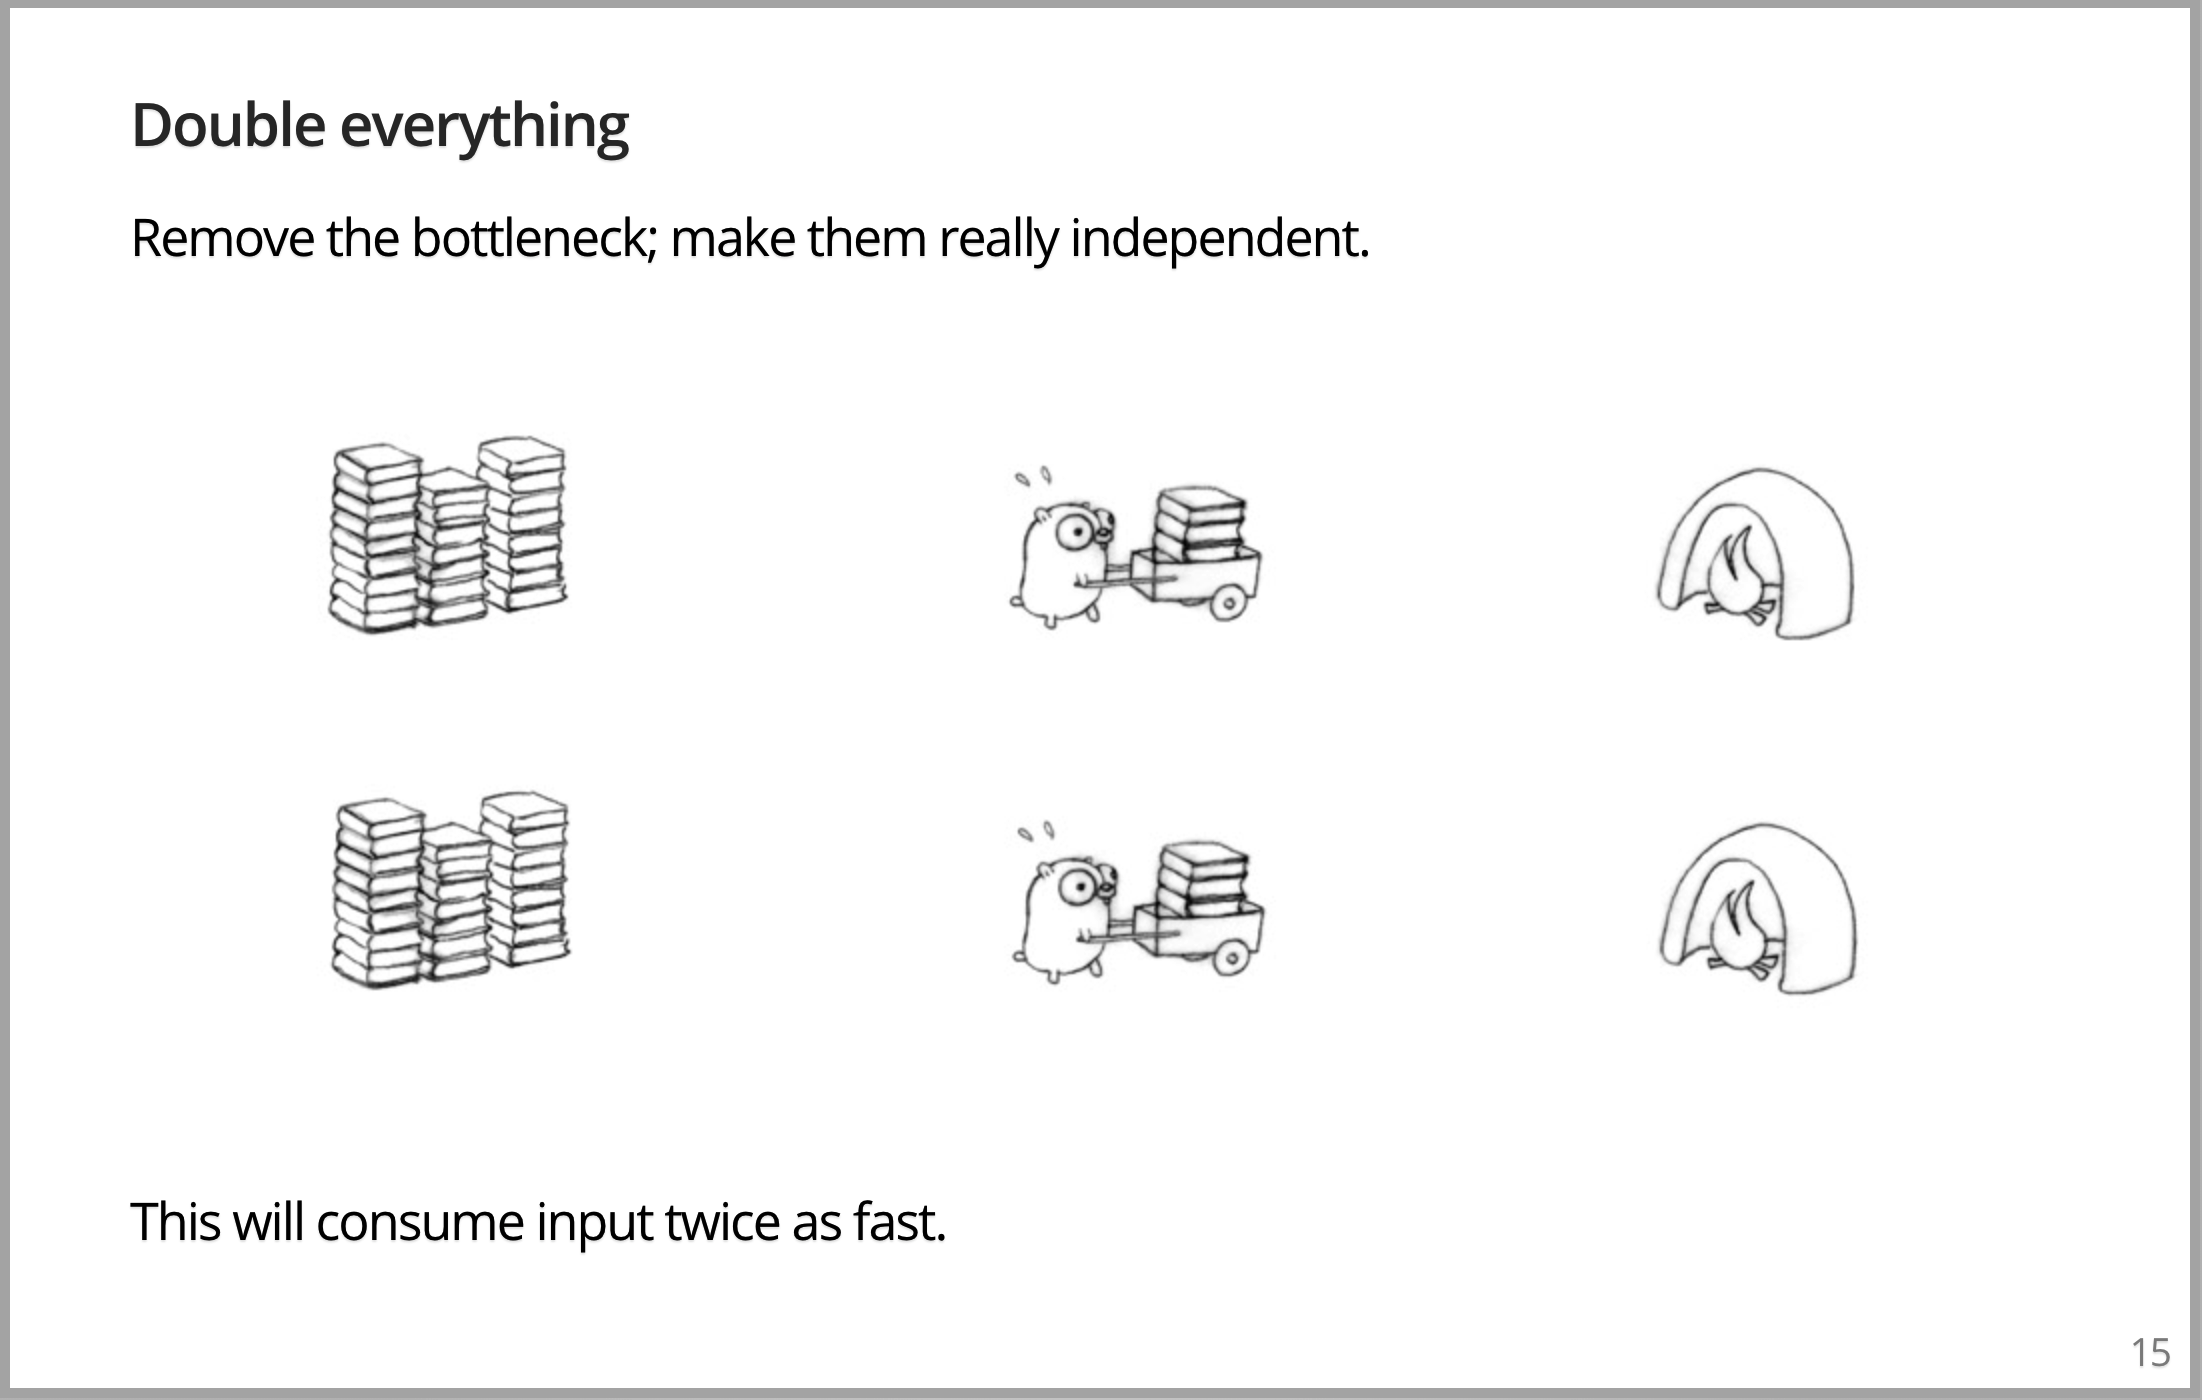 Double everything
Remove the bottleneck; make them really independent.
This will consume input twice as fast.
15